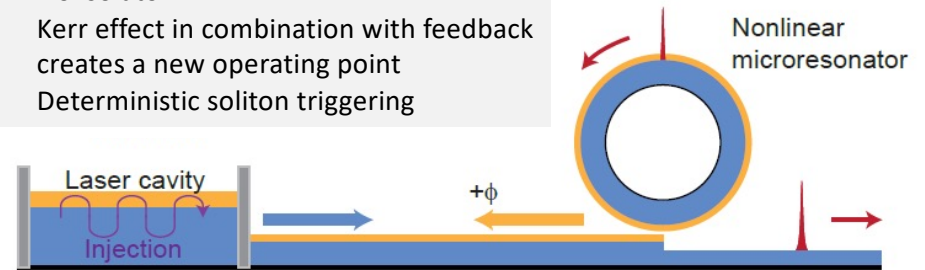 Kerr effect in combination with feedback
creates a new operating point
Deterministic soliton triggering
Nonlinear
microresonator
Laser cavity
Injection
+ϕ